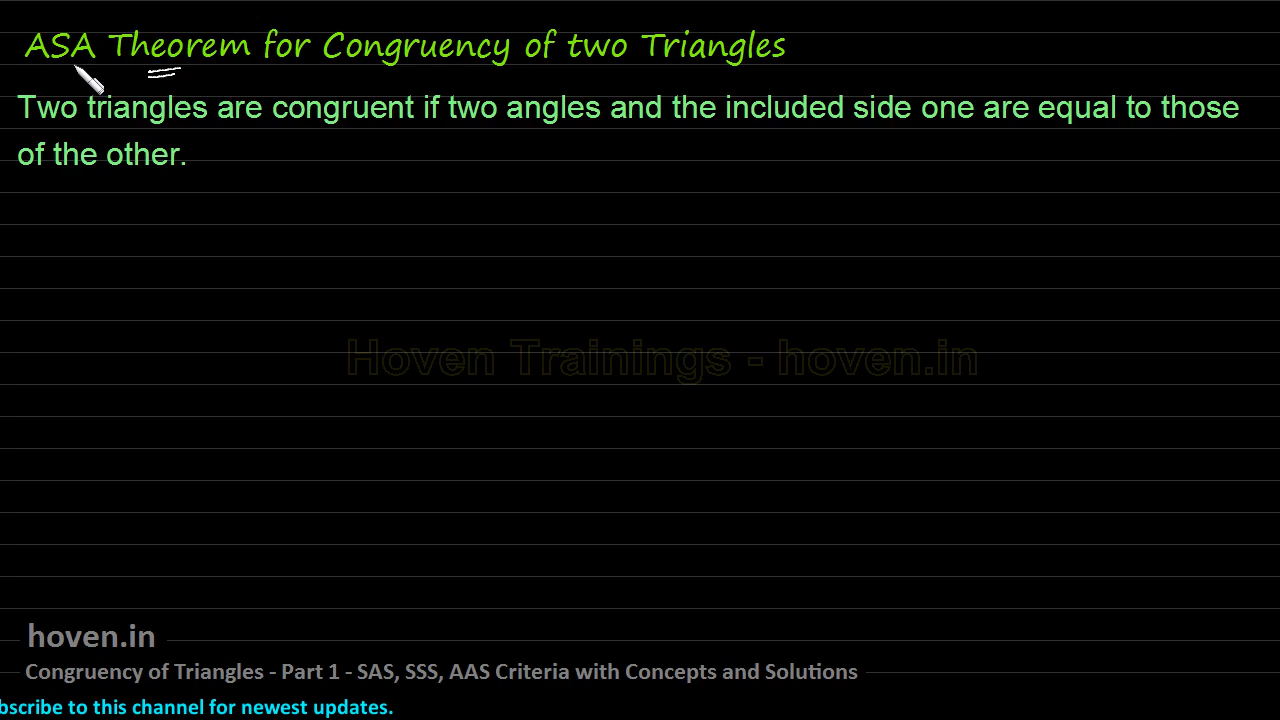 ASA Theorem for Congruency of two Triangles
Two triangles are congruent if two angles and the included side one are equal to those
of the other.
Hoven Trainings - hoven.in
hoven.in
Congruency of Triangles - Part 1 - SAS, SSS, AAS Criteria with Concepts and Solutions
bscribe to this channel for newest updates.